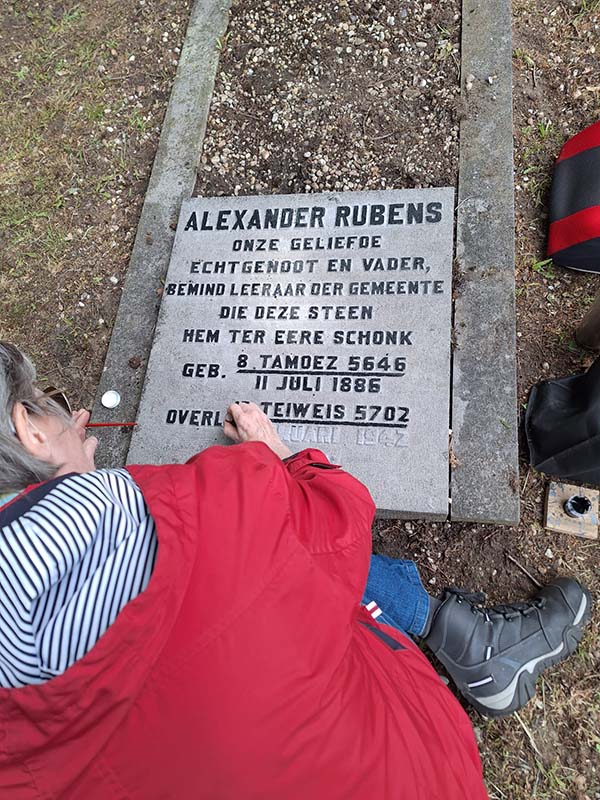 ALEXANDER RUBENS
ONZE GELIEFDE
ECHTGENOOT EN VADER,
BEMIND LEERAAR DER GEMEENTE
DIE DEZE STEEN
HEM TER EERE SCHONK
GEB. 8. TAMOEZ 5646
11 JULI 1886
OVERL TEIWEIS 5702
1942